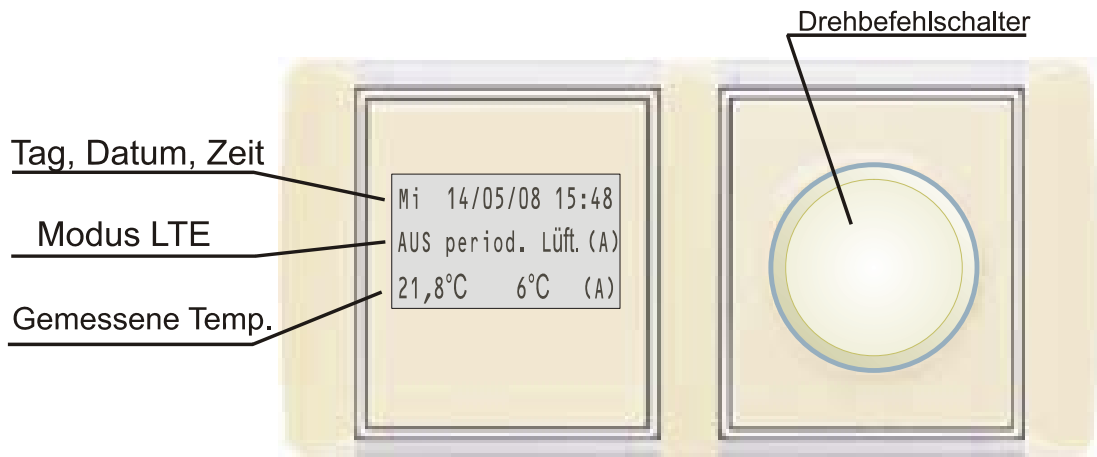 Drehbefehlschalter
Tag, Datum, Zeit
Mi 14/05/08 15:48
Modus LTE
AUS period. Lüft. (A)
21,8°C 6°C (A)
Gemessene Temp.